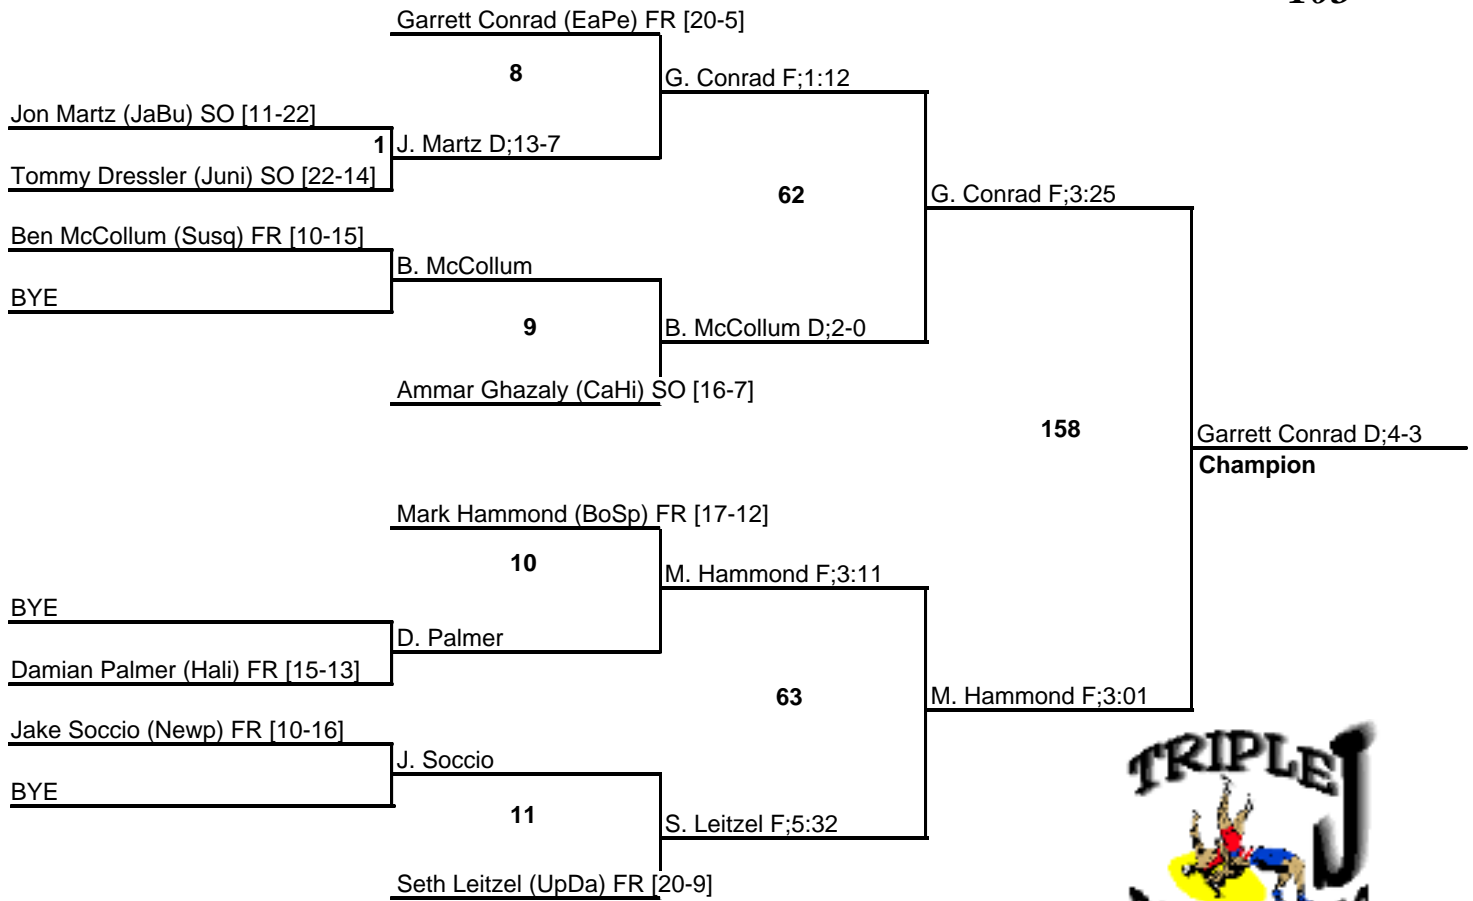 Garrett Conrad (EaPe) FR [20-5]
8
G. Conrad F;1:12
Jon Martz (JaBu) SO [11-22]
1
J. Martz D;13-7
Tommy Dressler (Juni) SO [22-14]
62
G. Conrad F;3:25
Ben McCollum (Susq) FR [10-15]
B. McCollum
BYE
9
B. McCollum D;2-0
Ammar Ghazaly (CaHi) SO [16-7]
158
Garrett Conrad D;4-3
Champion
Mark Hammond (BoSp) FR [17-12]
10
M. Hammond F;3:11
BYE
D. Palmer
Damian Palmer (Hali) FR [15-13]
63
M. Hammond F;3:01
Jake Soccio (Newp) FR [10-16]
J. Soccio
BYE
11
S. Leitzel F;5:32
Seth Leitzel (UpDa) FR [20-9]
TRIPLE J